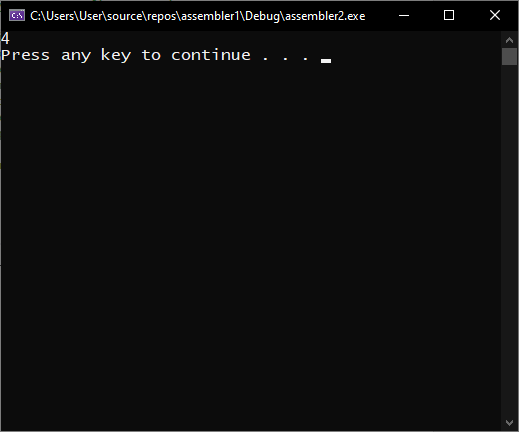 C:\Users\User\source\repos\assembler1\Debug\assembler2.exe
4
Press any key to continue . . .